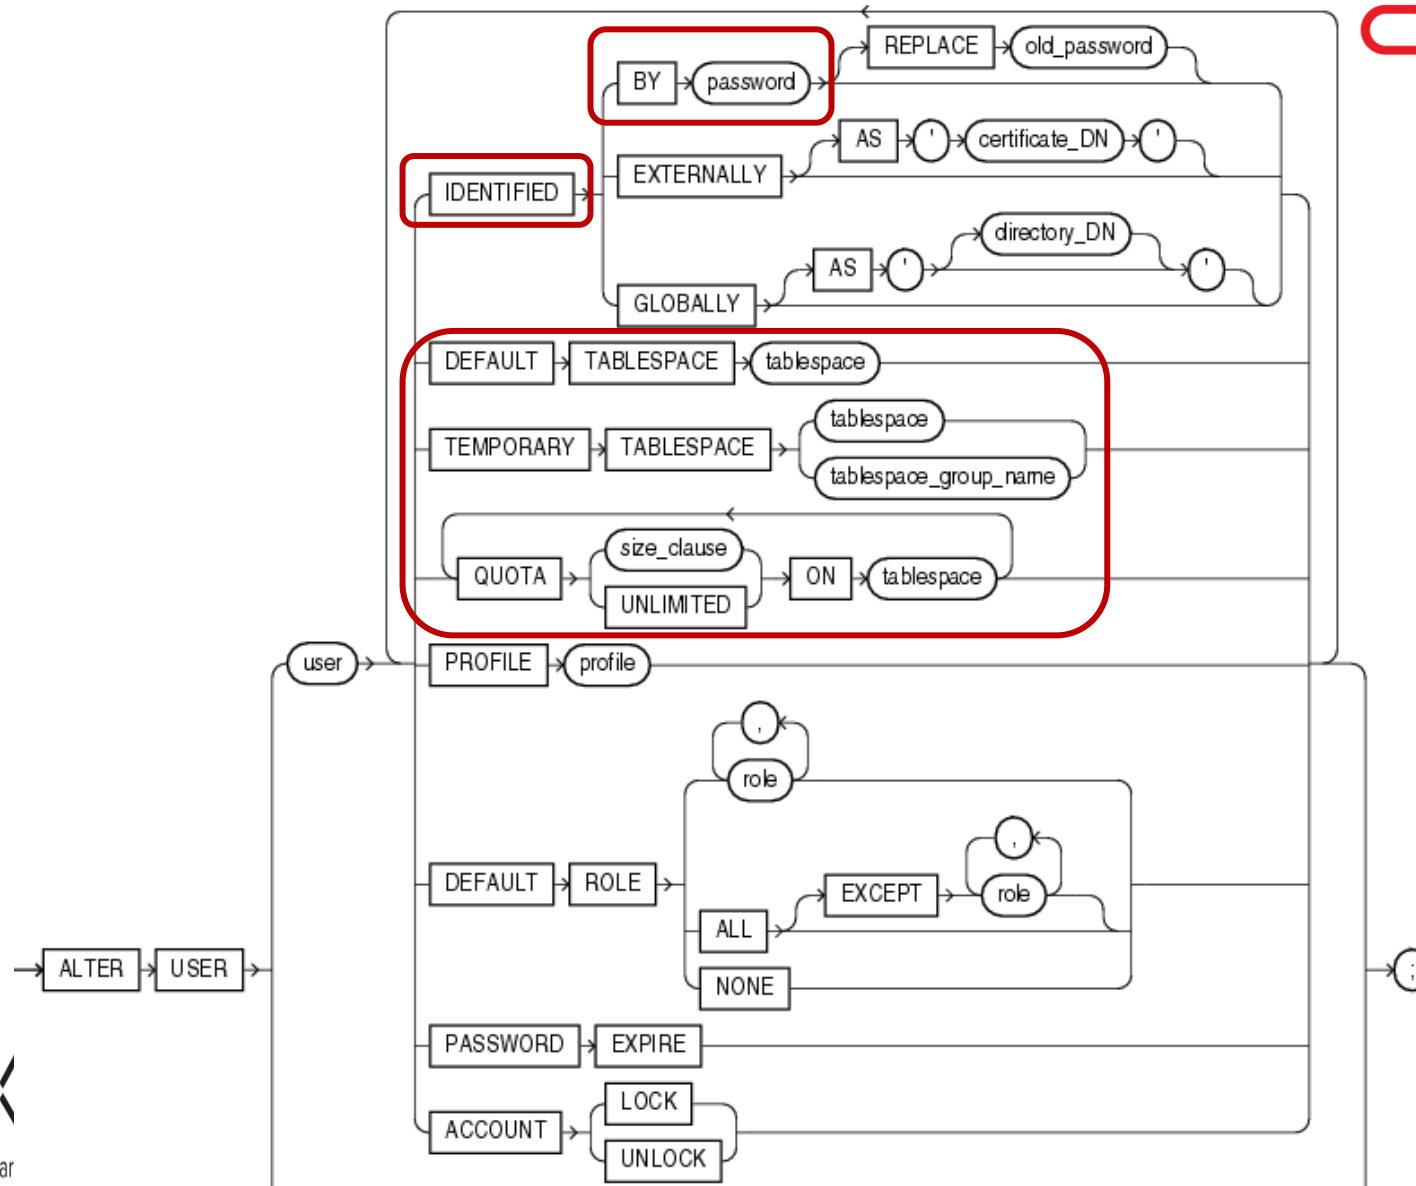 REPLACE old_password
BY password
AS ' certificate_DN '
EXTERNALLY
IDENTIFIED
directory_DN
AS ' '
GLOBALLY
DEFAULT TABLESPACE tablespace
tablespace
TEMPORARY TABLESPACE
tablespace_group_name
size_clause
QUOTA ON tablespace
UNLIMITED
user PROFILE profile
,
role
,
DEFAULT ROLE EXCEPT role
ALL
ALTER USER ;
NONE
PASSWORD EXPIRE
LOCK
ACCOUNT
UNLOCK
ar